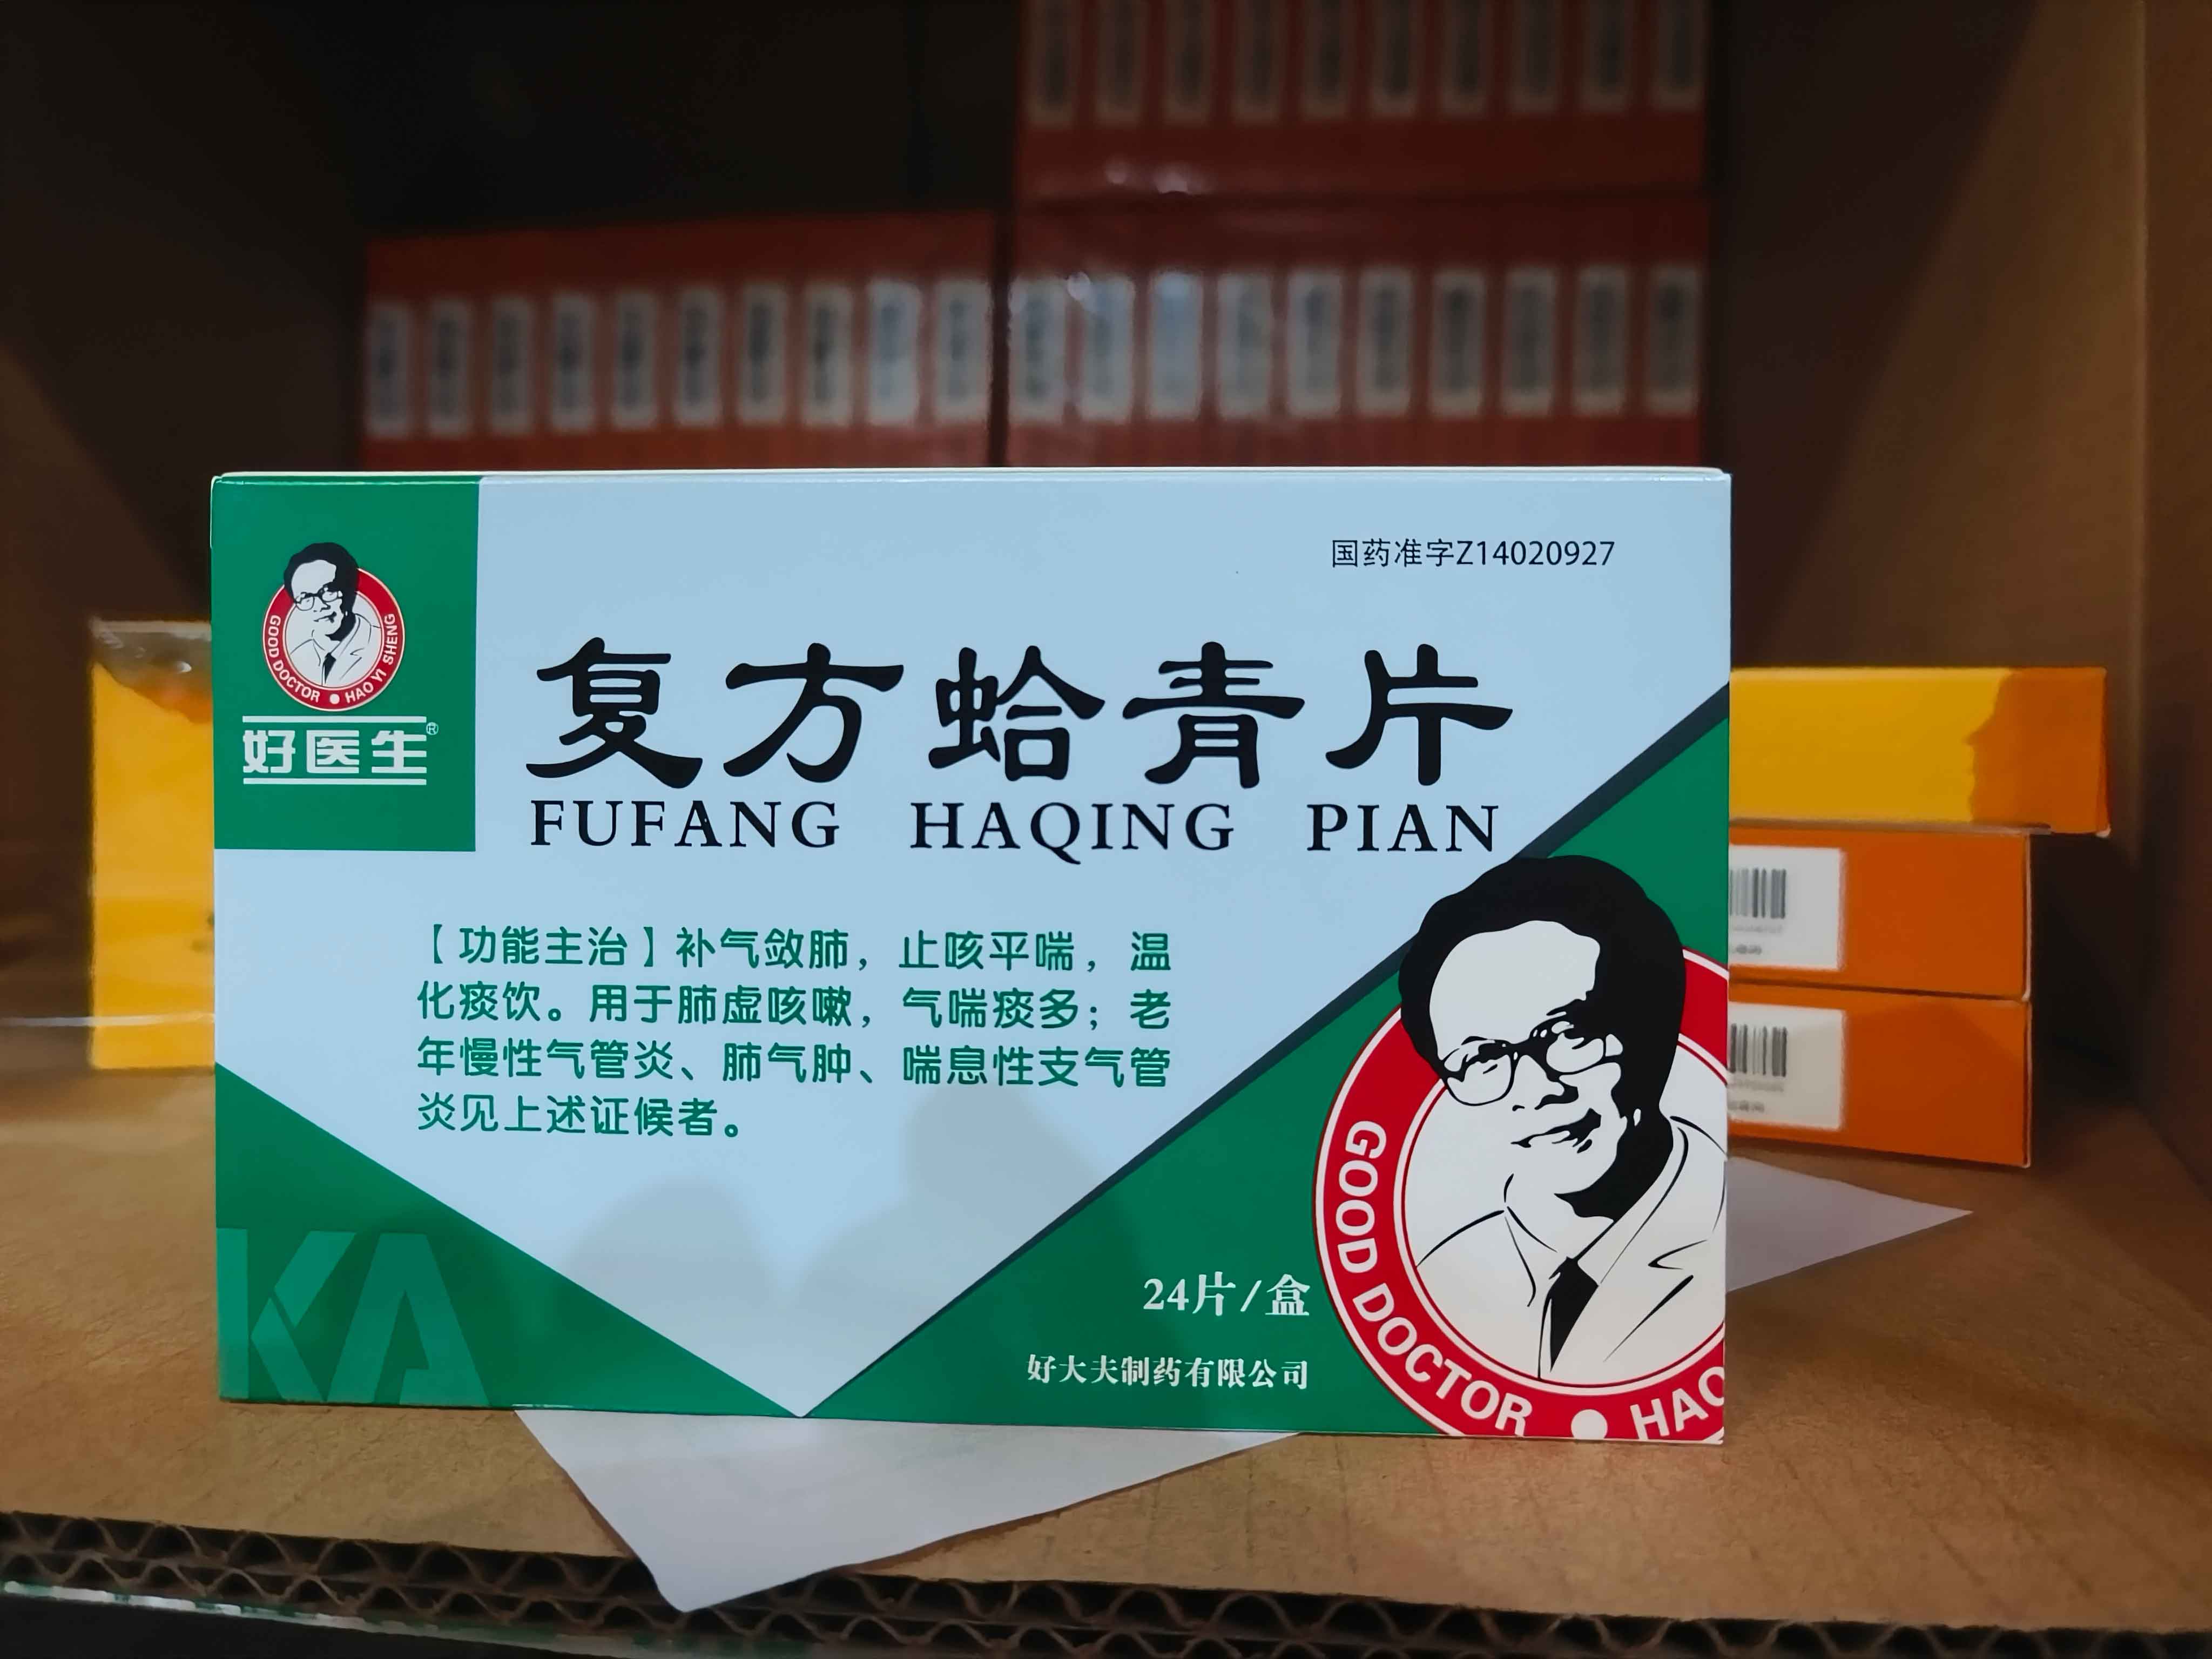 国药准字Z14020927
GOOD DOCTOR ● HAO YI SHENG
好医生®
复方蛤青片
FUFANG HAQING PIAN
【功能主治】补气敛肺，止咳平喘，温
化痰饮。用于肺虚咳嗽，气喘痰多；老
年慢性气管炎、肺气肿、喘息性支气管
炎见上述证候者。
KA
24片/盒
好大夫制药有限公司
GOOD DOCTOR ● HAO